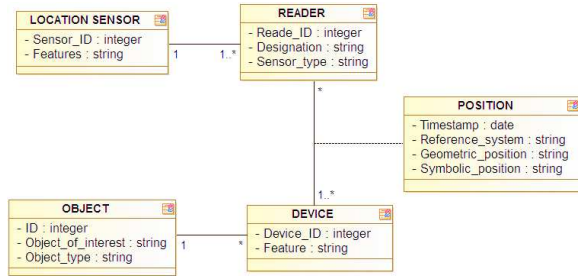 LOCATION SENSOR
- Sensor_ID : integer
- Features : string
1
1..*
READER
- Reade_ID : integer
- Designation : string
- Sensor_type : string
*
POSITION
- Timestamp : date
- Reference_system : string
- Geometric_position : string
- Symbolic_position : string
1..*
OBJECT
- ID : integer
- Object_of_interest : string
- Object_type : string
1
*
DEVICE
- Device_ID : integer
- Feature : string